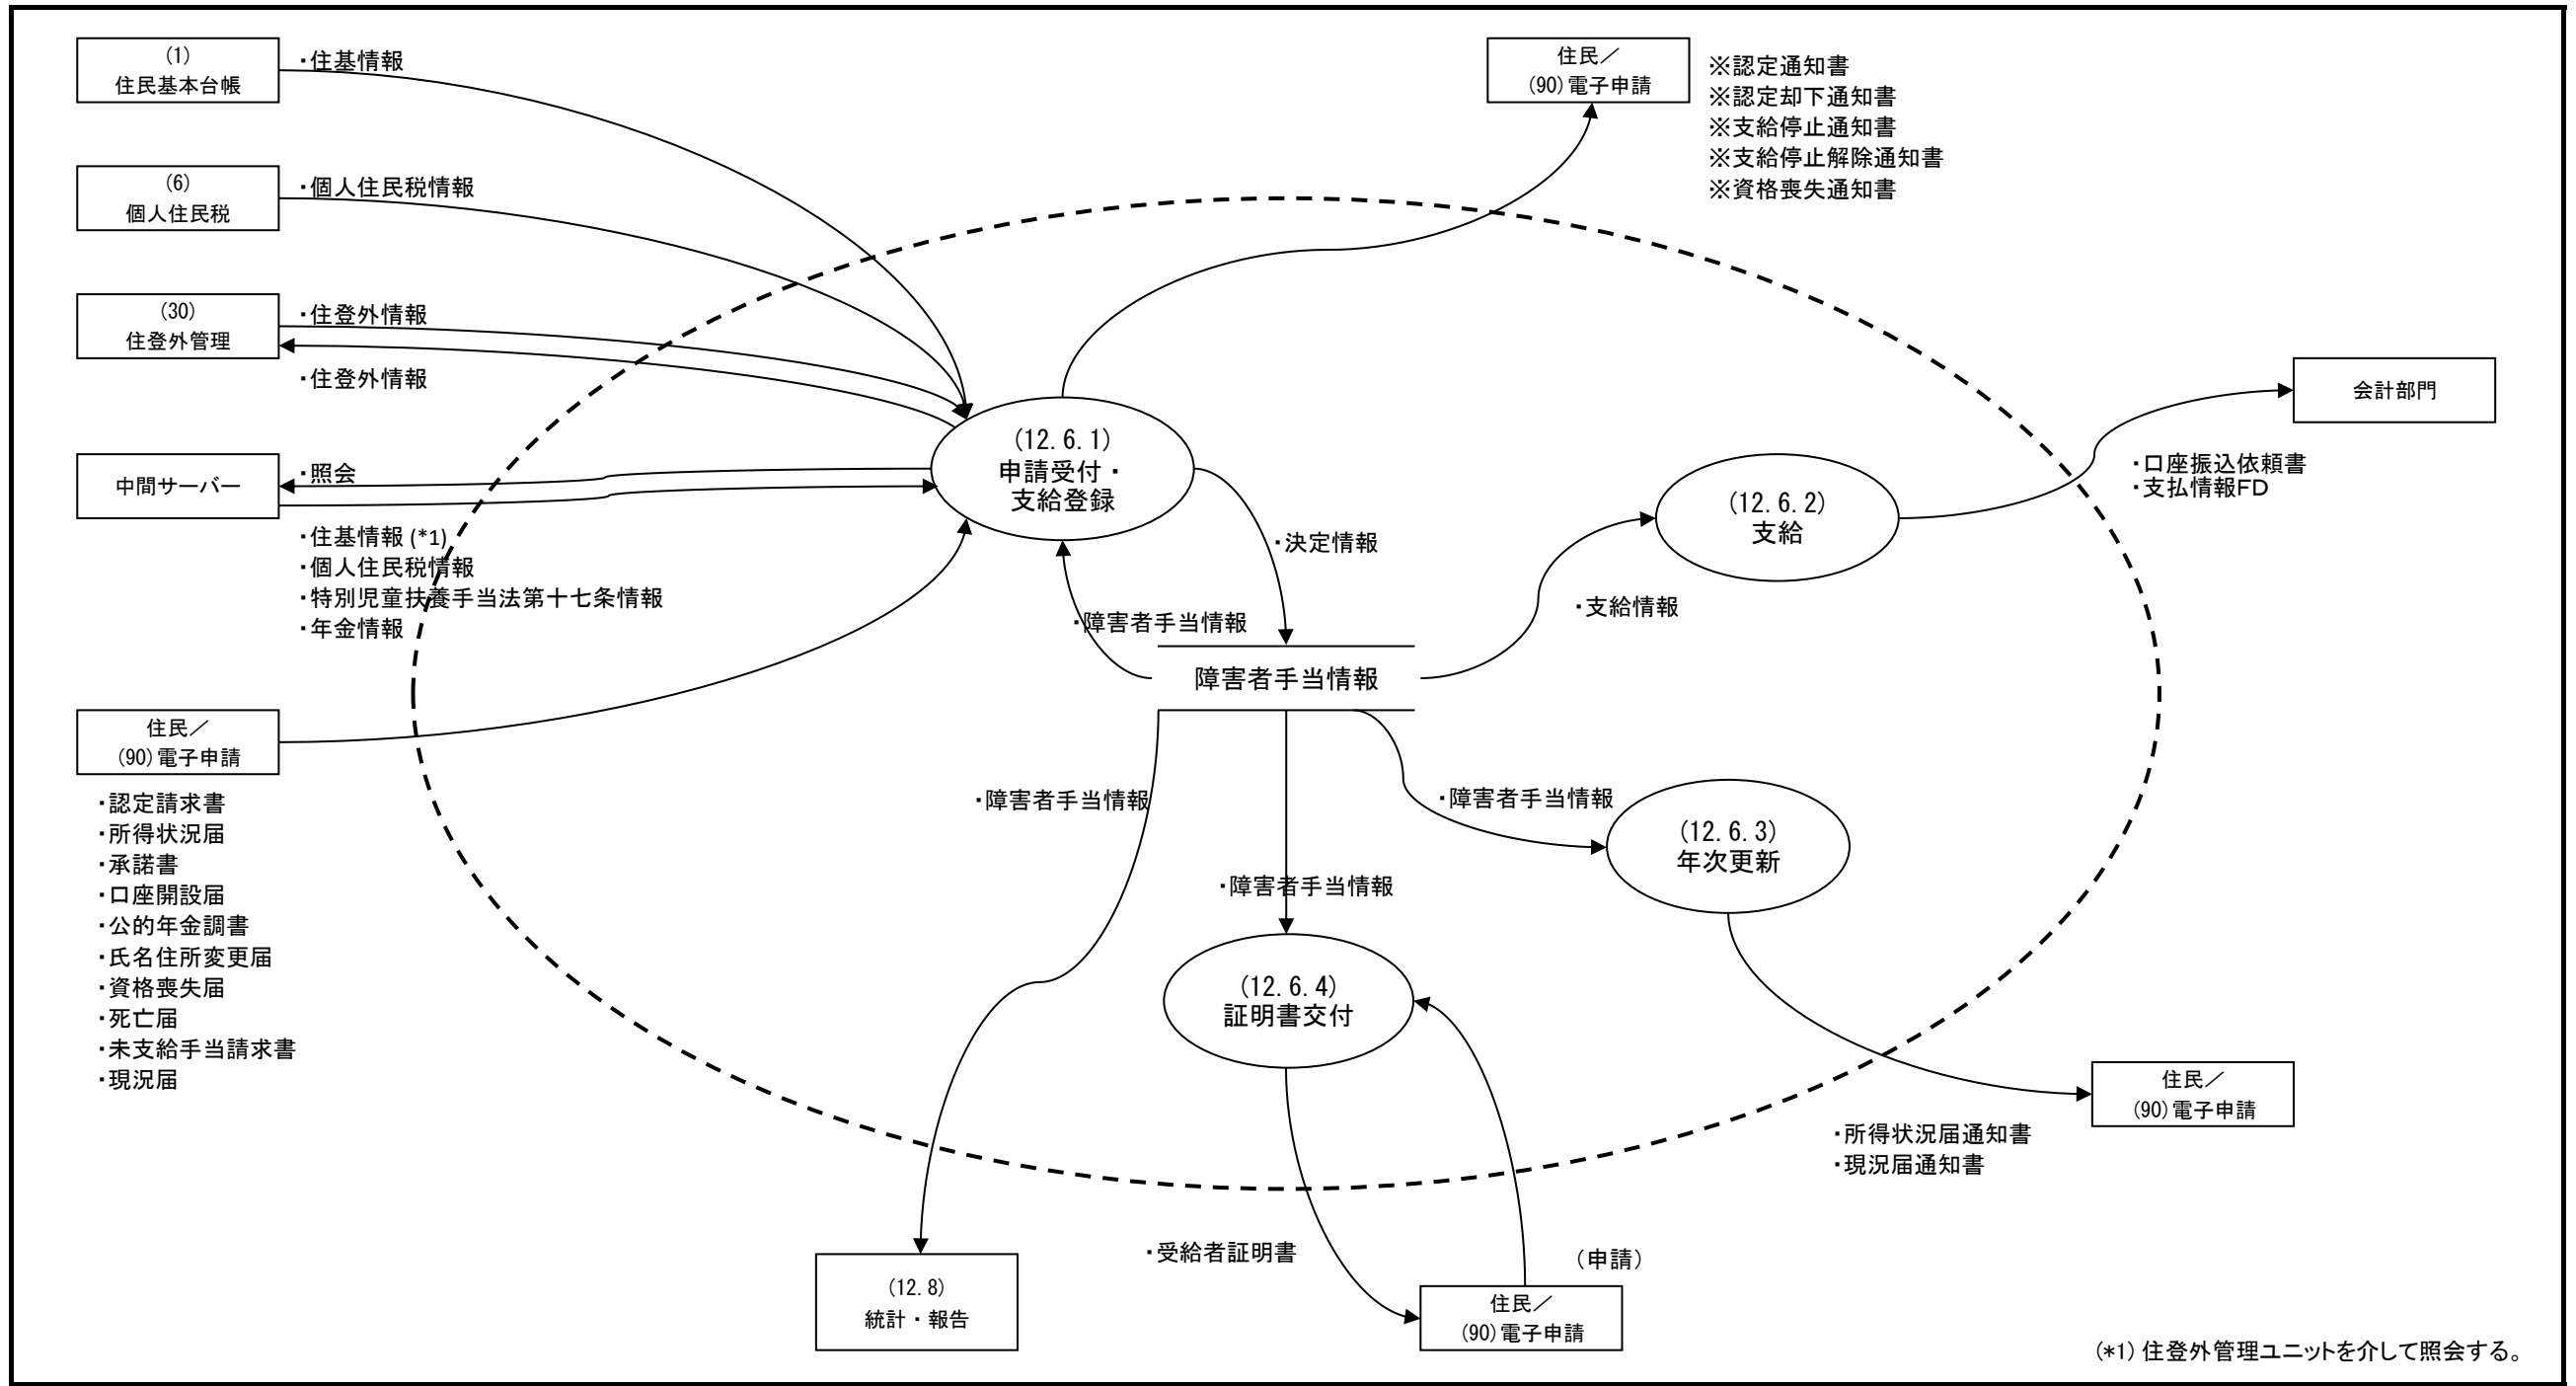 (1)
住民基本台帳
・住基情報
(6)
個人住民税
・個人住民税情報
(30)
住登外管理
・住登外情報
・住登外情報
中間サーバー
・照会
・住基情報(*1)
・個人住民税情報
・特別児童扶養手当法第十七条情報
・年金情報
住民／
(90)電子申請
・認定請求書
・所得状況届
・承諾書
・口座開設届
・公的年金調書
・氏名住所変更届
・資格喪失届
・死亡届
・未支給手当請求書
・現況届
住民／
(90)電子申請
※認定通知書
※認定却下通知書
※支給停止通知書
※支給停止解除通知書
※資格喪失通知書
(12.6.1)
申請受付・
支給登録
・決定情報
・障害者手当情報
障害者手当情報
・支給情報
(12.6.2)
支給
会計部門
・口座振込依頼書
・支払情報FD
・障害者手当情報
・障害者手当情報
・障害者手当情報
(12.6.3)
年次更新
(12.6.4)
証明書交付
住民／
(90)電子申請
・所得状況届通知書
・現況届通知書
(12.8)
統計・報告
・受給者証明書
(申請)
住民／
(90)電子申請
(*1)住登外管理ユニットを介して照会する。